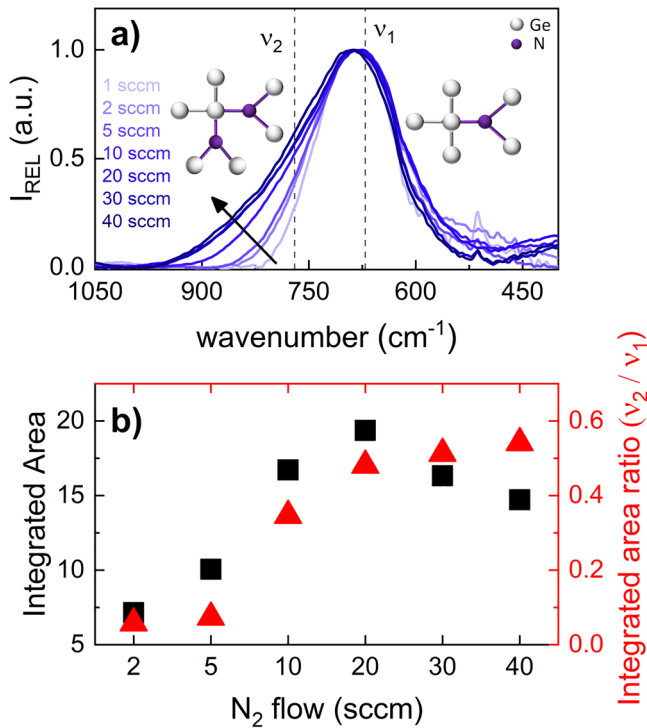 a)
ν2
ν1
Ge
N
1 sccm
2 sccm
5 sccm
10 sccm
20 sccm
30 sccm
40 sccm
IREL (a.u.)
1.0
0.5
0.0
1050 900 750 600 450
wavenumber (cm-1)
b)
Integrated Area
20
15
10
5
Integrated area ratio (ν2 / ν1)
0.6
0.4
0.2
0.0
2 5 10 20 30 40
N2 flow (sccm)